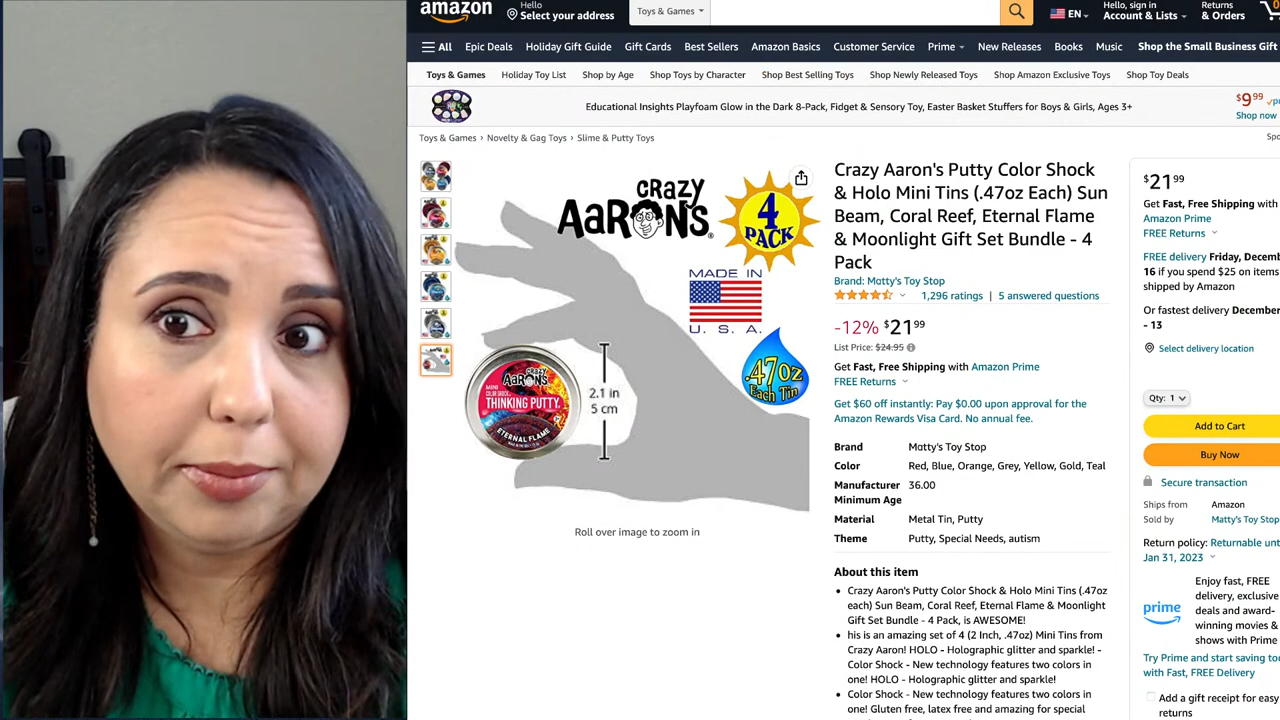 amazon
Hello
Select your address
Toys & Games
EN
Hello, sign in
Account & Lists
Returns
& Orders
0
All
Epic Deals
Holiday Gift Guide
Gift Cards
Best Sellers
Amazon Basics
Customer Service
Prime
New Releases
Books
Music
Shop the Small Business Gift
Toys & Games
Holiday Toy List
Shop by Age
Shop Toys by Character
Shop Best Selling Toys
Shop Newly Released Toys
Shop Amazon Exclusive Toys
Shop Toy Deals
Educational Insights Playfoam Glow in the Dark 8-Pack, Fidget & Sensory Toy, Easter Basket Stuffers for Boys & Girls, Ages 3+
$9 99
Shop now
Toys & Games › Novelty & Gag Toys › Slime & Putty Toys
Spo
CRAZY
AARON'S
4
PACK
MADE IN
U. S. A.
.47oz
Each Tin
2.1 in
5 cm
CRAZY
AARON'S
MINI
THINKING PUTTY
ETERNAL FLAME
Roll over image to zoom in
Crazy Aaron's Putty Color Shock
& Holo Mini Tins (.47oz Each) Sun
Beam, Coral Reef, Eternal Flame
& Moonlight Gift Set Bundle - 4
Pack
Brand: Matty's Toy Stop
1,296 ratings | 5 answered questions
-12% $21 99
List Price: $24.95
Get Fast, Free Shipping with Amazon Prime
FREE Returns
Get $60 off instantly: Pay $0.00 upon approval for the
Amazon Rewards Visa Card. No annual fee.
Brand Matty's Toy Stop
Color Red, Blue, Orange, Grey, Yellow, Gold, Teal
Manufacturer 36.00
Minimum Age
Material Metal Tin, Putty
Theme Putty, Special Needs, autism
About this item
• Crazy Aaron's Putty Color Shock & Holo Mini Tins (.47oz
each) Sun Beam, Coral Reef, Eternal Flame & Moonlight
Gift Set Bundle - 4 Pack, is AWESOME!
• his is an amazing set of 4 (2 Inch, .47oz) Mini Tins from
Crazy Aaron! HOLO - Holographic glitter and sparkle! -
Color Shock - New technology features two colors in
one! HOLO - Holographic glitter and sparkle!
• Color Shock - New technology features two colors in
one! Gluten free, latex free and amazing for special
$21 99
Get Fast, Free Shipping with
Amazon Prime
FREE Returns
FREE delivery Friday, Decemb
16 if you spend $25 on items
shipped by Amazon
Or fastest delivery December
- 13
Select delivery location
Qty: 1
Add to Cart
Buy Now
Secure transaction
Ships from Amazon
Sold by Matty's Toy Stop
Return policy: Returnable unt
Jan 31, 2023
prime
Enjoy fast, FREE
delivery, exclusive
deals and award-
winning movies &
shows with Prime
Try Prime and start saving to
with Fast, FREE Delivery
Add a gift receipt for easy
returns